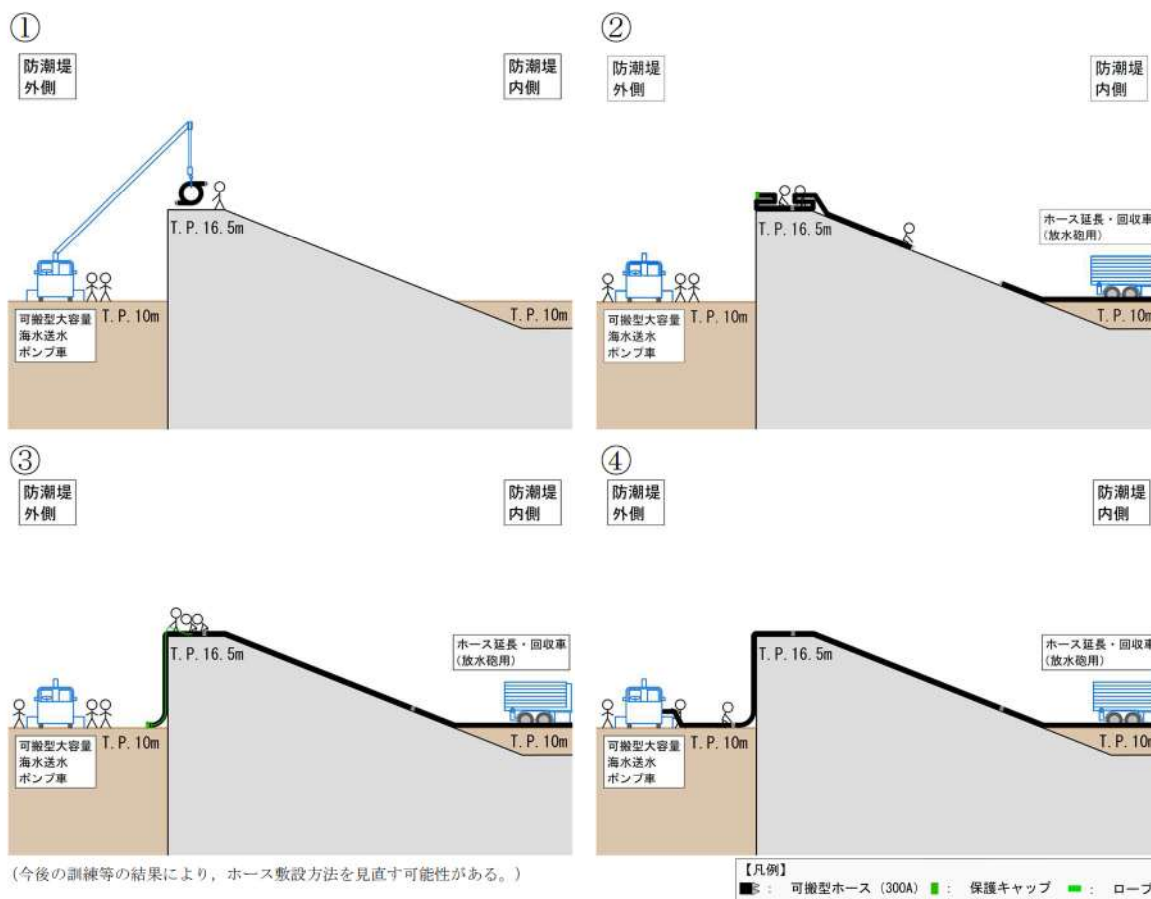 ①
防潮堤
外側
防潮堤
内側
T.P.16.5m
可搬型大容量
海水送水
ポンプ車
T.P.10m
T.P.10m
②
防潮堤
外側
防潮堤
内側
T.P.16.5m
ホース延長・回収車
(放水砲用)
可搬型大容量
海水送水
ポンプ車
T.P.10m
T.P.10m
③
防潮堤
外側
防潮堤
内側
T.P.16.5m
ホース延長・回収車
(放水砲用)
可搬型大容量
海水送水
ポンプ車
T.P.10m
T.P.10m
④
防潮堤
外側
防潮堤
内側
T.P.16.5m
ホース延長・回収車
(放水砲用)
可搬型大容量
海水送水
ポンプ車
T.P.10m
T.P.10m
(今後の訓練等の結果により，ホース敷設方法を見直す可能性がある。)
【凡例】
： 可搬型ホース (300A) ： 保護キャップ ： ロープ